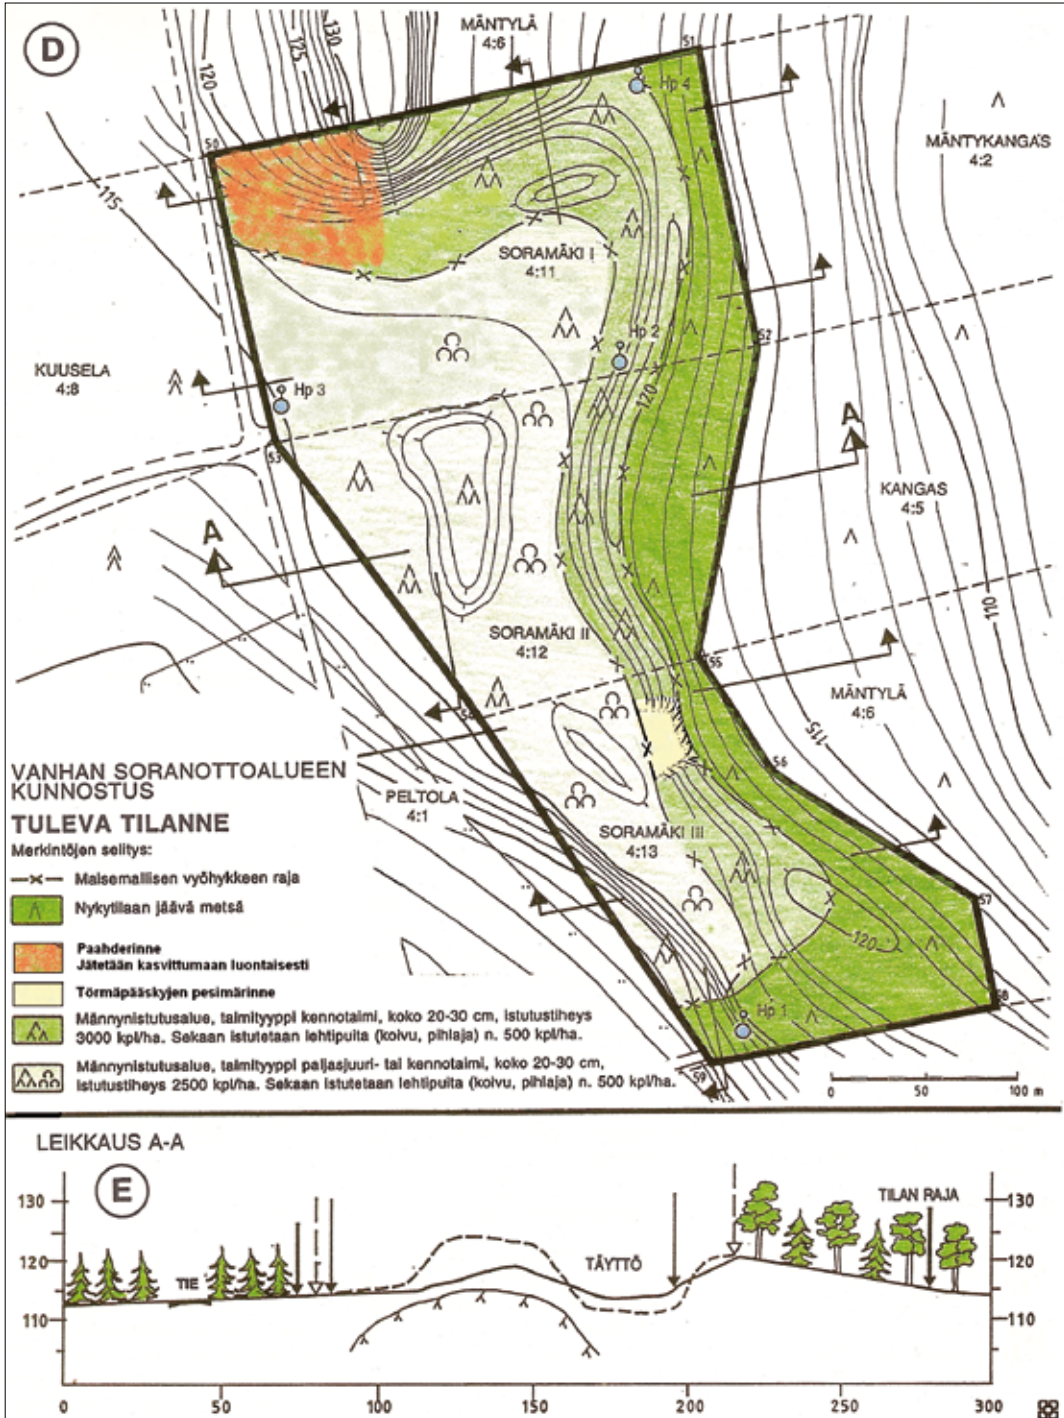 D
MÄNTYLÄ
4:6
51
130
125
120
Hp 4
MÄNTYKANGAS
4:2
50
115
SORAMÄKI I
4:11
52
Hp 2
KUUSELA
4:8
120
Hp 3
A
53
KANGAS
4:5
A
110
SORAMÄKI II
4:12
55
MÄNTYLÄ
4:6
54
115
56
VANHAN SORANOTTOALUEEN
KUNNOSTUS
PELTOLA
4:1
TULEVA TILANNE
SORAMÄKI III
4:13
Merkintöjen selitys:
Maisemallisen vyöhykkeen raja
57
Nykytilaan jäävä metsä
120
Paahderinne
Jätetään kasvittumaan luontaisesti
Törmäpääskyjen pesimärinne
58
Hp 1
Männynistutusalue, taimityyppi kennotaimi, koko 20-30 cm, istutustiheys
3000 kpl/ha. Sekaan istutetaan lehtipuita (koivu, pihlaja) n. 500 kpl/ha.
Männynistutusalue, taimityyppi paljasjuuri- tai kennotaimi, koko 20-30 cm,
istutustiheys 2500 kpl/ha. Sekaan istutetaan lehtipuita (koivu, pihlaja) n. 500 kpl/ha.
59
0 50 100 m
LEIKKAUS A-A
E
130
TILAN RAJA
130
120
TÄYTTÖ
120
TIE
110
110
0 50 100 150 200 250 300